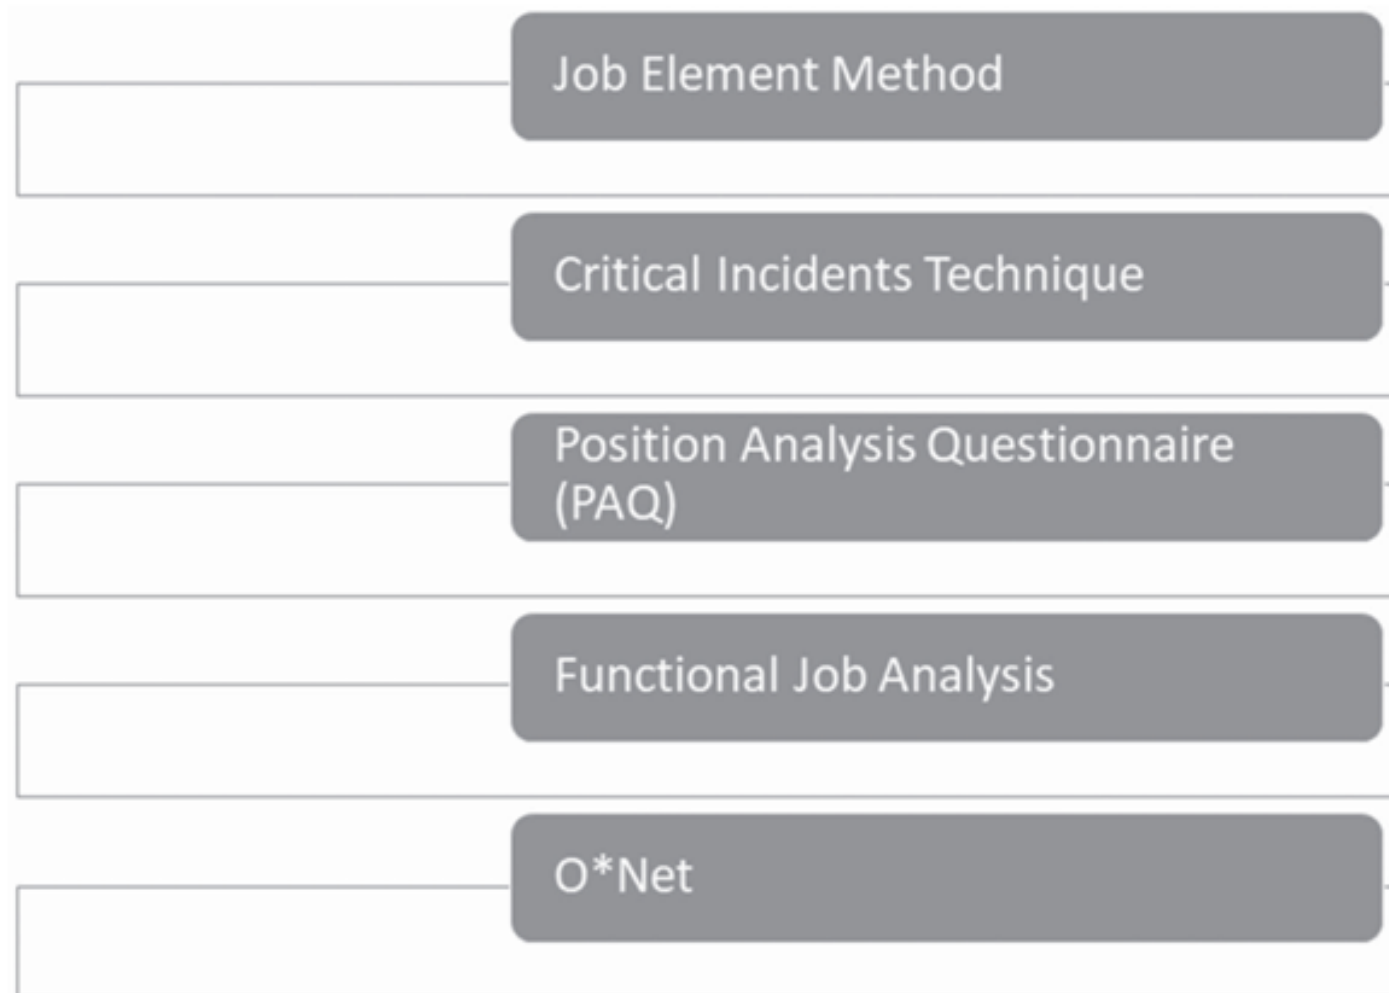 Job Element Method
Critical Incidents Technique
Position Analysis Questionnaire
(PAQ)
Functional Job Analysis
O*Net